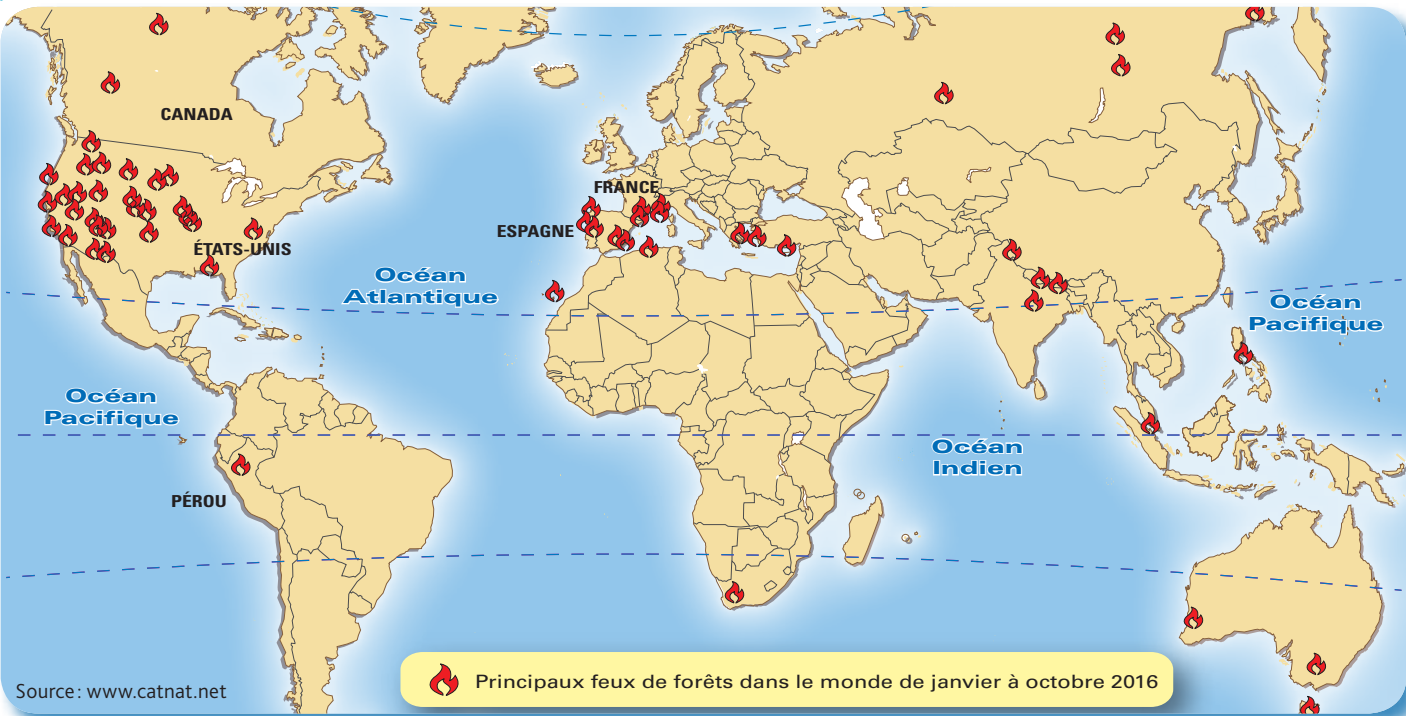 CANADA
FRANCE
ESPAGNE
ÉTATS-UNIS
Océan
Atlantique
Océan
Pacifique
Océan
Pacifique
Océan
Indien
PÉROU
Principaux feux de forêts dans le monde de janvier à octobre 2016
Source : www.catnat.net